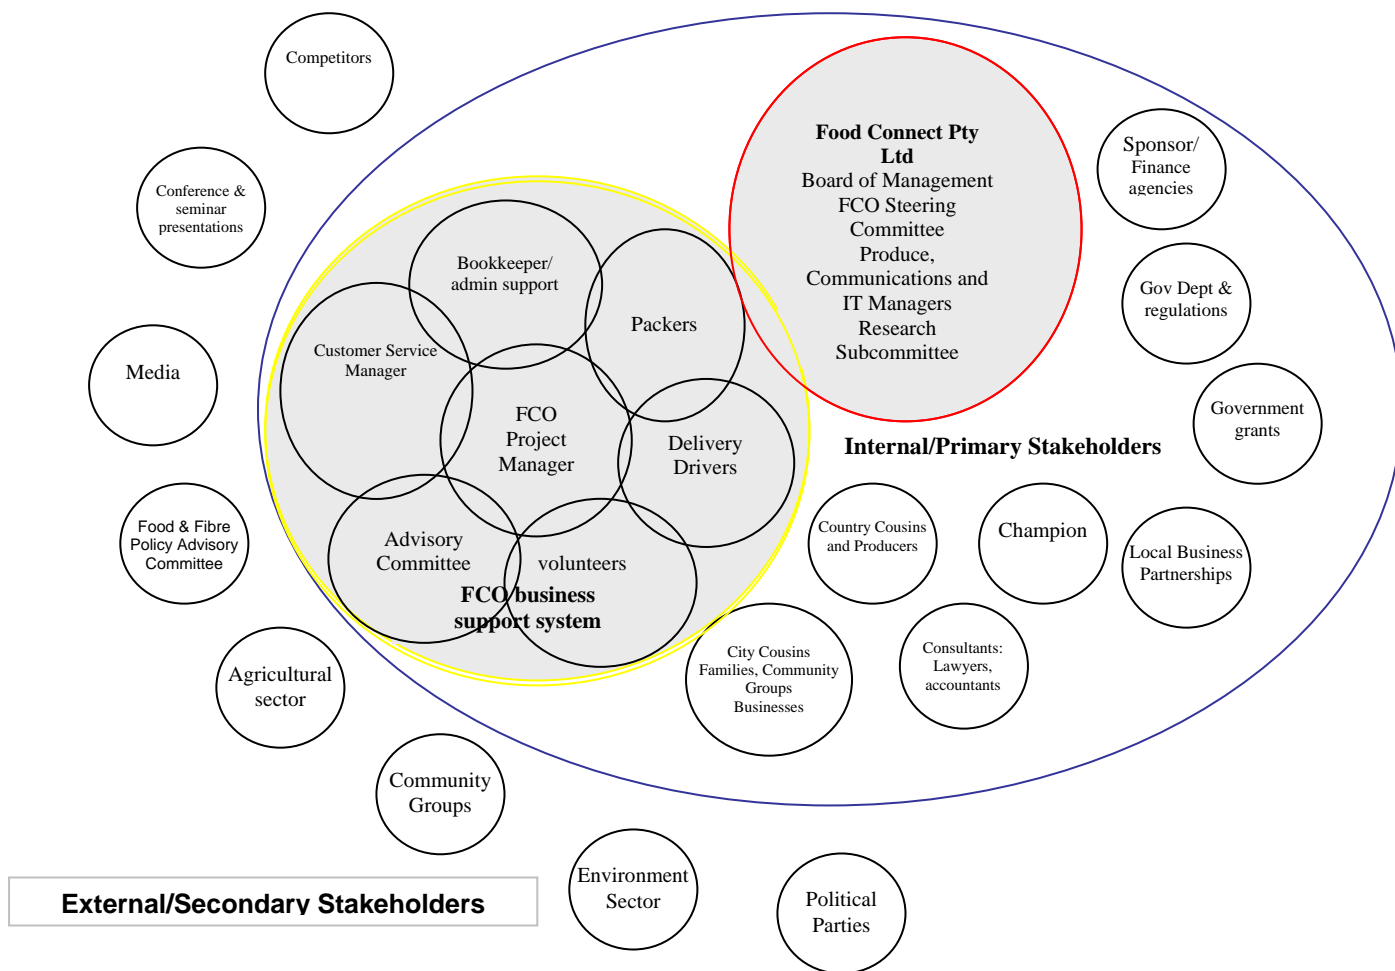 Competitors
Conference &
seminar
presentations
Media
Food & Fibre
Policy Advisory
Committee
Agricultural
sector
Community
Groups
Environment
Sector
Political
Parties
External/Secondary Stakeholders
Bookkeeper/
admin support
Packers
Customer Service
Manager
FCO
Project
Manager
Delivery
Drivers
Advisory
Committee
volunteers
FCO business
support system
Food Connect Pty
Ltd
Board of Management
FCO Steering
Committee
Produce,
Communications and
IT Managers
Research
Subcommittee
Internal/Primary Stakeholders
Sponsor/
Finance
agencies
Gov Dept &
regulations
Government
grants
Country Cousins
and Producers
Champion
Local Business
Partnerships
City Cousins
Families, Community
Groups
Businesses
Consultants:
Lawyers,
accountants